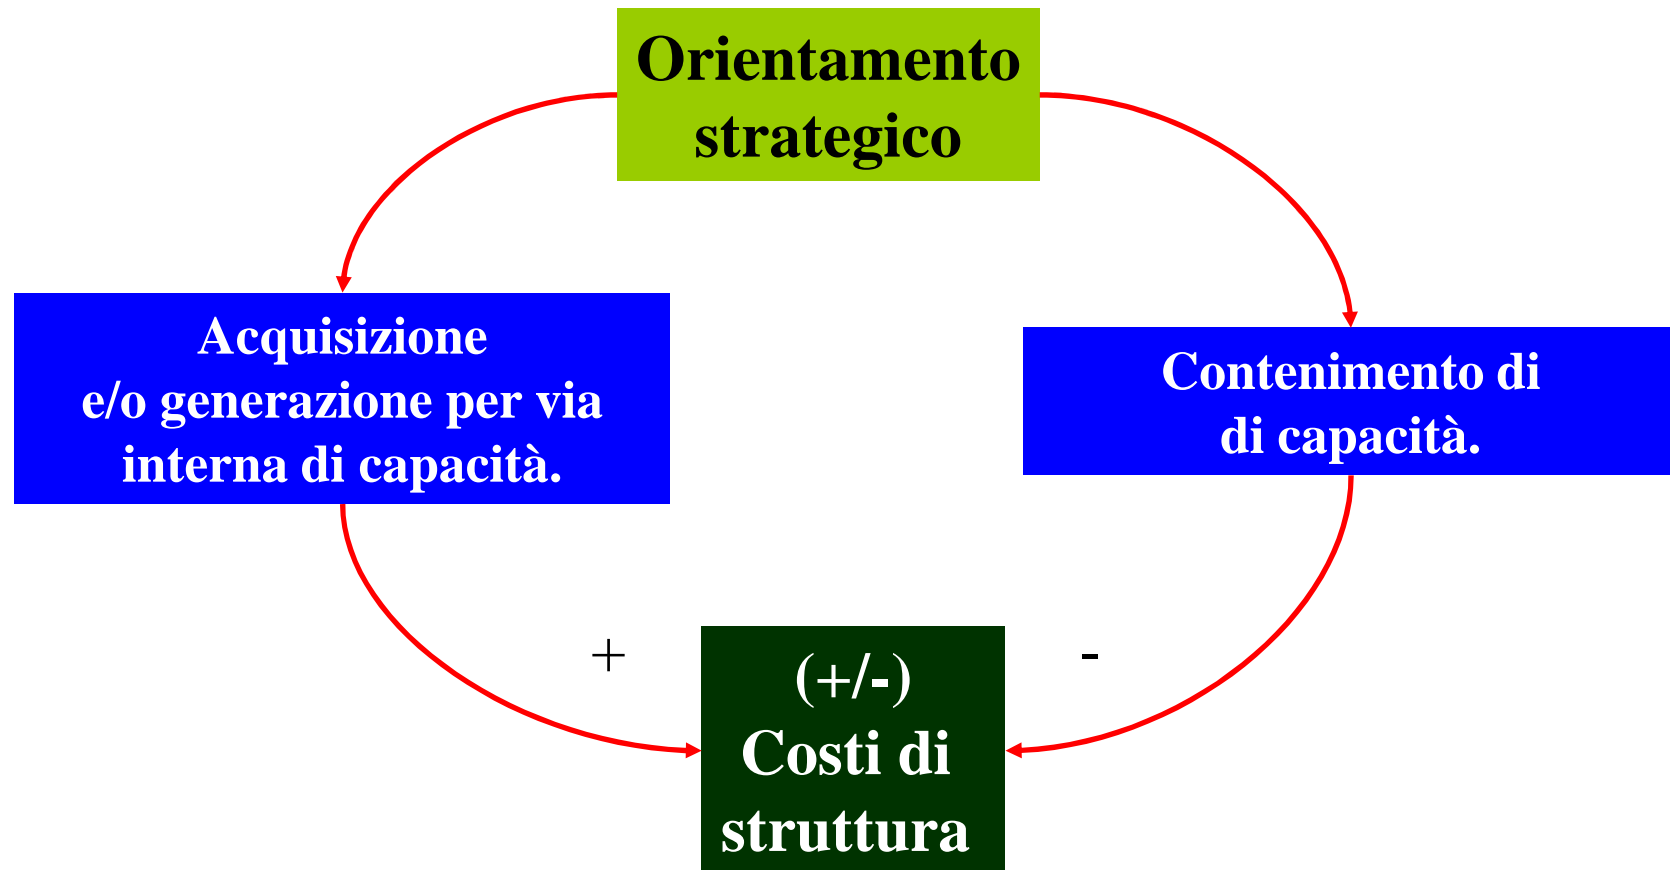 Orientamento
strategico
Acquisizione
e/o generazione per via
interna di capacità.
Contenimento di
di capacità.
+
-
(+/-)
Costi di
struttura